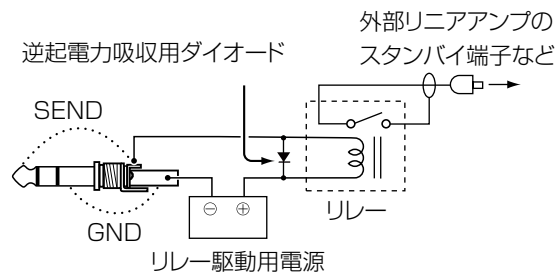 外部リニアアンプの
スタンバイ端子など
逆起電力吸収用ダイオード
SEND
GND
⊖ ⊕
リレー
リレー駆動用電源